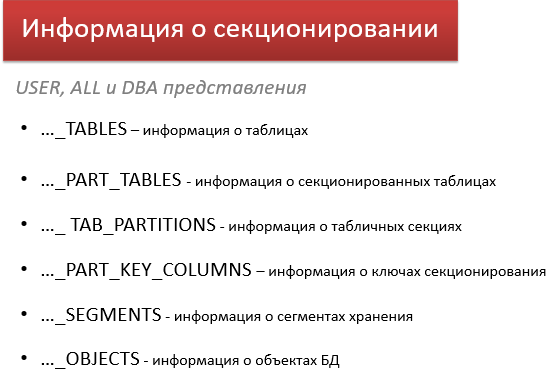 Информация о секционировании
USER, ALL и DBA представления
• …_TABLES – информация о таблицах
• …_PART_TABLES - информация о секционированных таблицах
• …_ TAB_PARTITIONS - информация о табличных секциях
• …_PART_KEY_COLUMNS – информация о ключах секционирования
• …_SEGMENTS - информация о сегментах хранения
• …_OBJECTS - информация о объектах БД